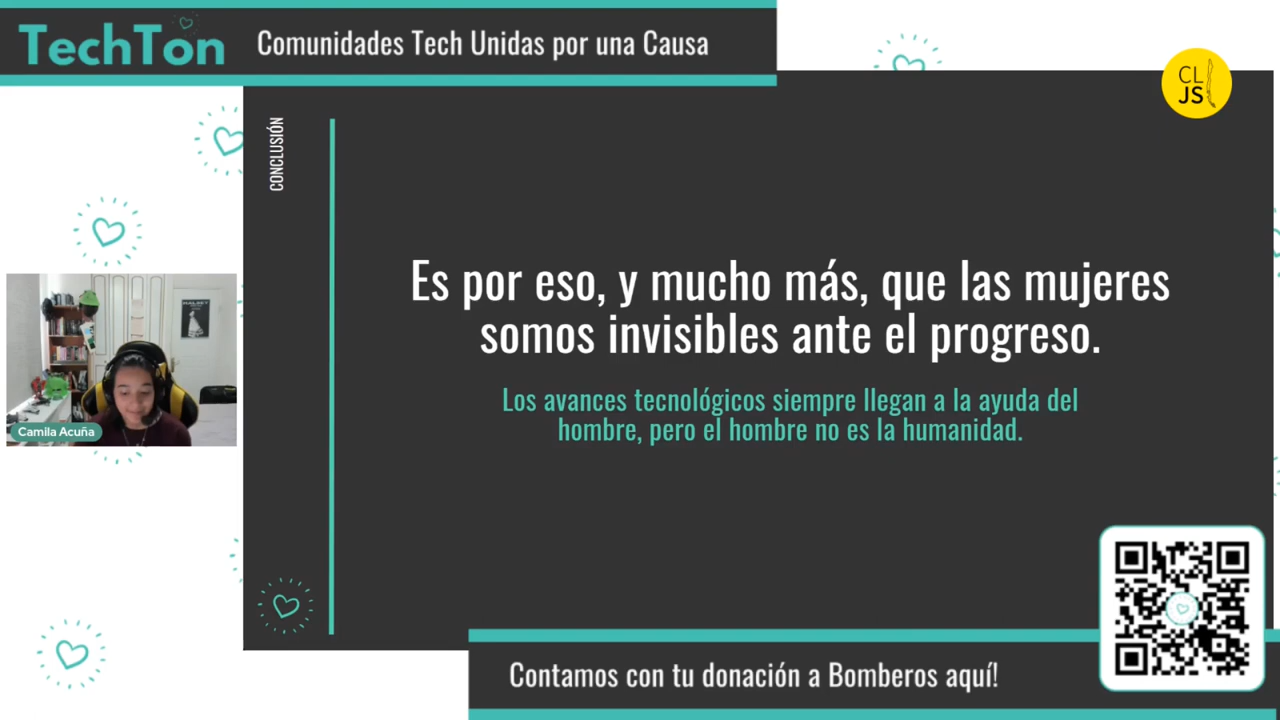 TechTon
Comunidades Tech Unidas por una Causa
CL
JS
CONCLUSIÓN
Es por eso, y mucho más, que las mujeres
somos invisibles ante el progreso.
Los avances tecnológicos siempre llegan a la ayuda del
hombre, pero el hombre no es la humanidad.
Camila Acuña
Contamos con tu donación a Bomberos aquí!